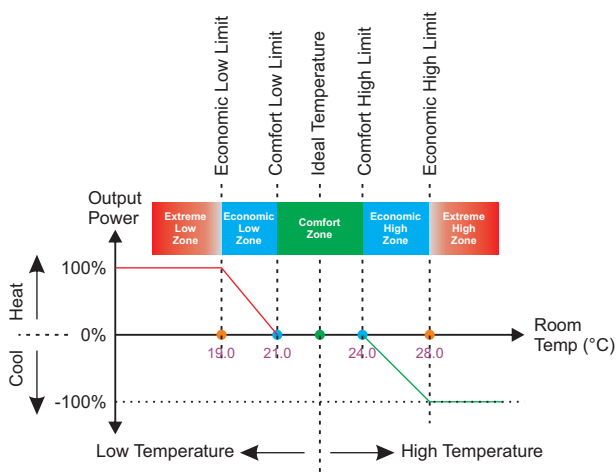 Economic Low Limit
Comfort Low Limit
Ideal Temperature
Comfort High Limit
Economic High Limit
Output
Power
Extreme
Low
Zone
Economic
Low
Zone
Comfort
Zone
Economic
High
Zone
Extreme
High
Zone
100%
Heat
0%
Cool
-100%
19.0
21.0
24.0
28.0
Room
Temp (°C)
Low Temperature
High Temperature